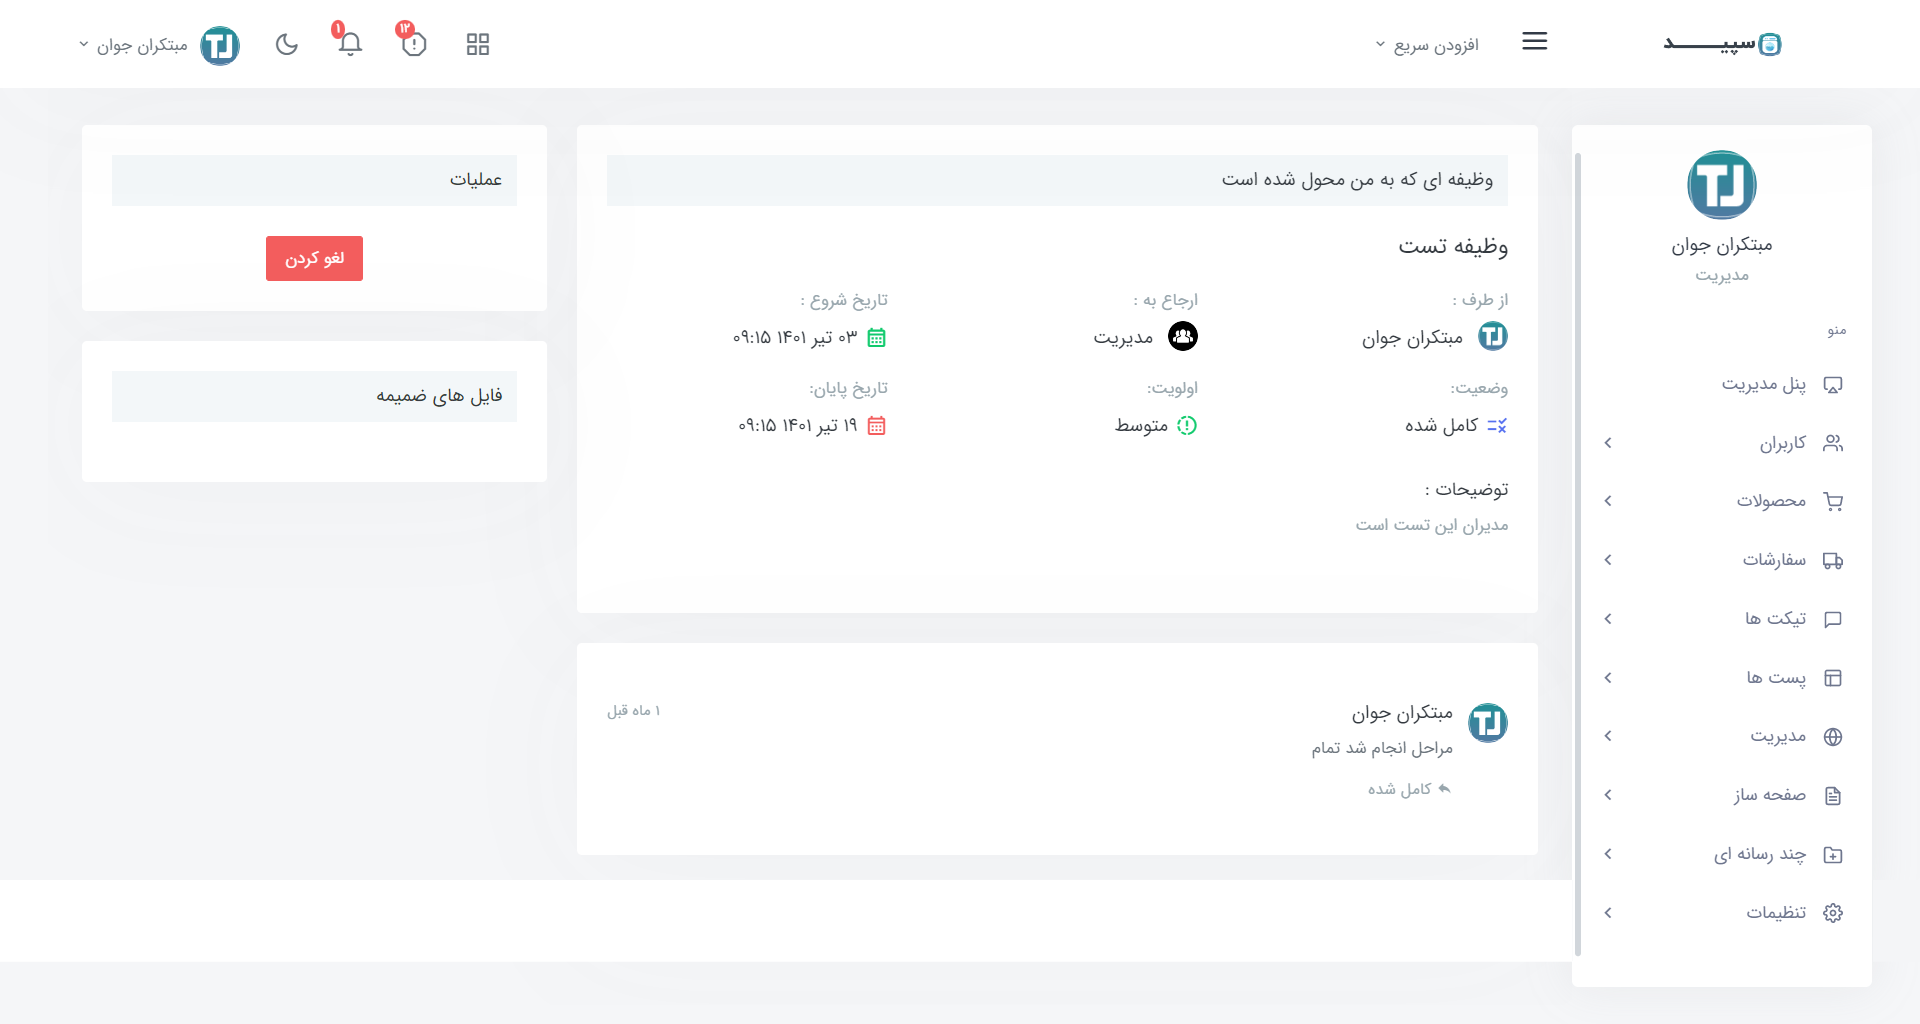 سپیـــــــد
افزودن سریع
۱۲
۱
مبتکران جوان
مبتکران جوان
مدیریت
منو
پنل مدیریت
کاربران
محصولات
سفارشات
تیکت ها
پست ها
مدیریت
صفحه ساز
چند رسانه ای
تنظیمات
وظیفه ای که به من محول شده است
وظیفه تست
از طرف :
ارجاع به :
تاریخ شروع :
مبتکران جوان
مدیریت
۰۳ تیر ۱۴۰۱ ۰۹:۱۵
وضعیت:
اولویت:
تاریخ پایان:
کامل شده
متوسط
۱۹ تیر ۱۴۰۱ ۰۹:۱۵
توضیحات :
مدیران این تست است
مبتکران جوان
۱ ماه قبل
مراحل انجام شد تمام
کامل شده
عملیات
لغو کردن
فایل های ضمیمه